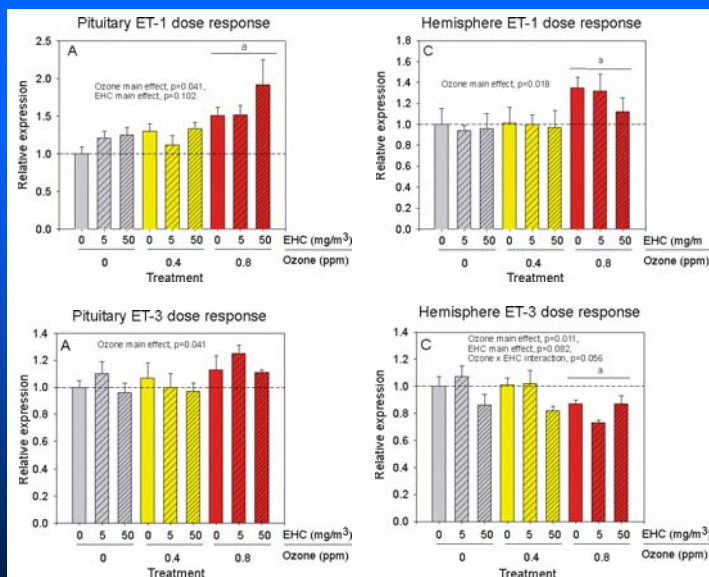 Pituitary ET-1 dose response
A
a
Ozone main effect, p=0.041,
EHC main effect, p=0.102
Relative expression
2.5
2.0
1.5
1.0
0.5
0.0
0 5 50 0 5 50 0 5 50 EHC (mg/m³)
0 0.4 0.8 Ozone (ppm)
Treatment
Hemisphere ET-1 dose response
C
a
Ozone main effect, p=0.018
Relative expression
1.8
1.6
1.4
1.2
1.0
0.8
0.6
0.4
0.2
0.0
0 5 50 0 5 50 0 5 50 EHC (mg/m
0 0.4 0.8 Ozone (ppm)
Treatment
Pituitary ET-3 dose response
A
Ozone main effect, p=0.041
Relative expression
1.4
1.2
1.0
0.8
0.6
0.4
0.2
0.0
0 5 50 0 5 50 0 5 50 EHC (mg/m³)
0 0.4 0.8 Ozone (ppm)
Treatment
Hemisphere ET-3 dose response
C
Ozone main effect, p=0.011,
EHC main effect, p=0.082,
Ozone x EHC interaction, p=0.056
a
Relative expression
1.4
1.2
1.0
0.8
0.6
0.4
0.2
0.0
0 5 50 0 5 50 0 5 50 EHC (mg/m³)
0 0.4 0.8 Ozone (ppm)
Treatment